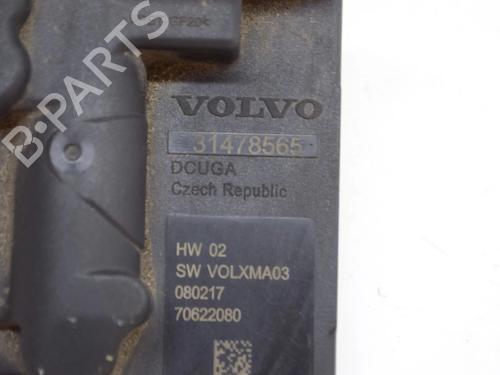 VOLVO
31478565
DCUGA
Czech Republic
HW 02
SW VOLXMA03
080217
70622080
B-PARTS